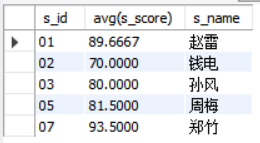 s_id avg(s_score) s_name
01 89.6667 赵雷
02 70.0000 钱电
03 80.0000 孙风
05 81.5000 周梅
07 93.5000 郑竹